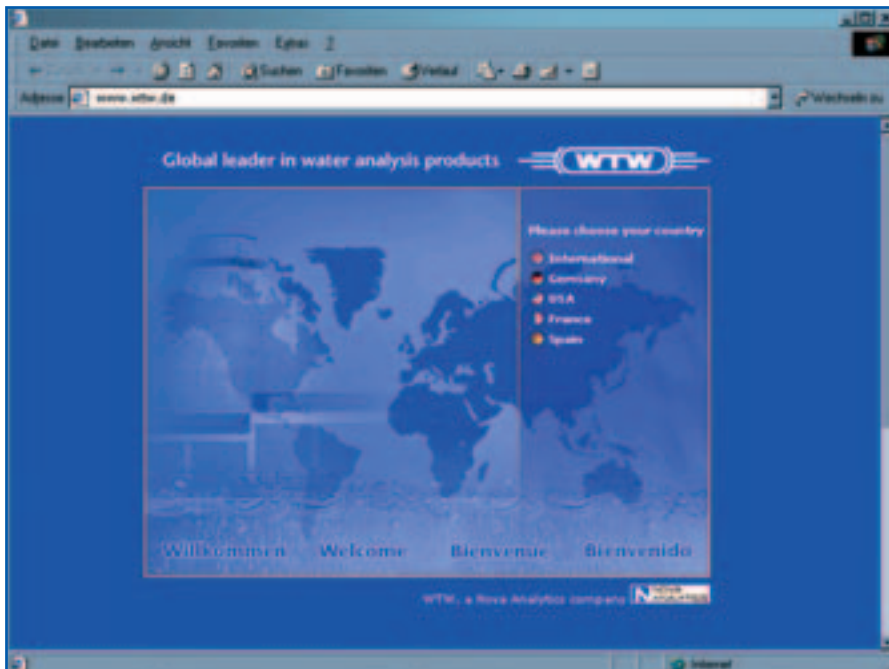 Datei Bearbeiten Ansicht Favoriten Extras ?
Suchen Favoriten Verlauf
Adresse www.wtw.de Wechseln zu
Global leader in water analysis products WTW
Please choose your country
International
Germany
USA
France
Spain
Willkommen Welcome Bienvenue Bienvenido
WTW, a Nova Analytics company
Internet